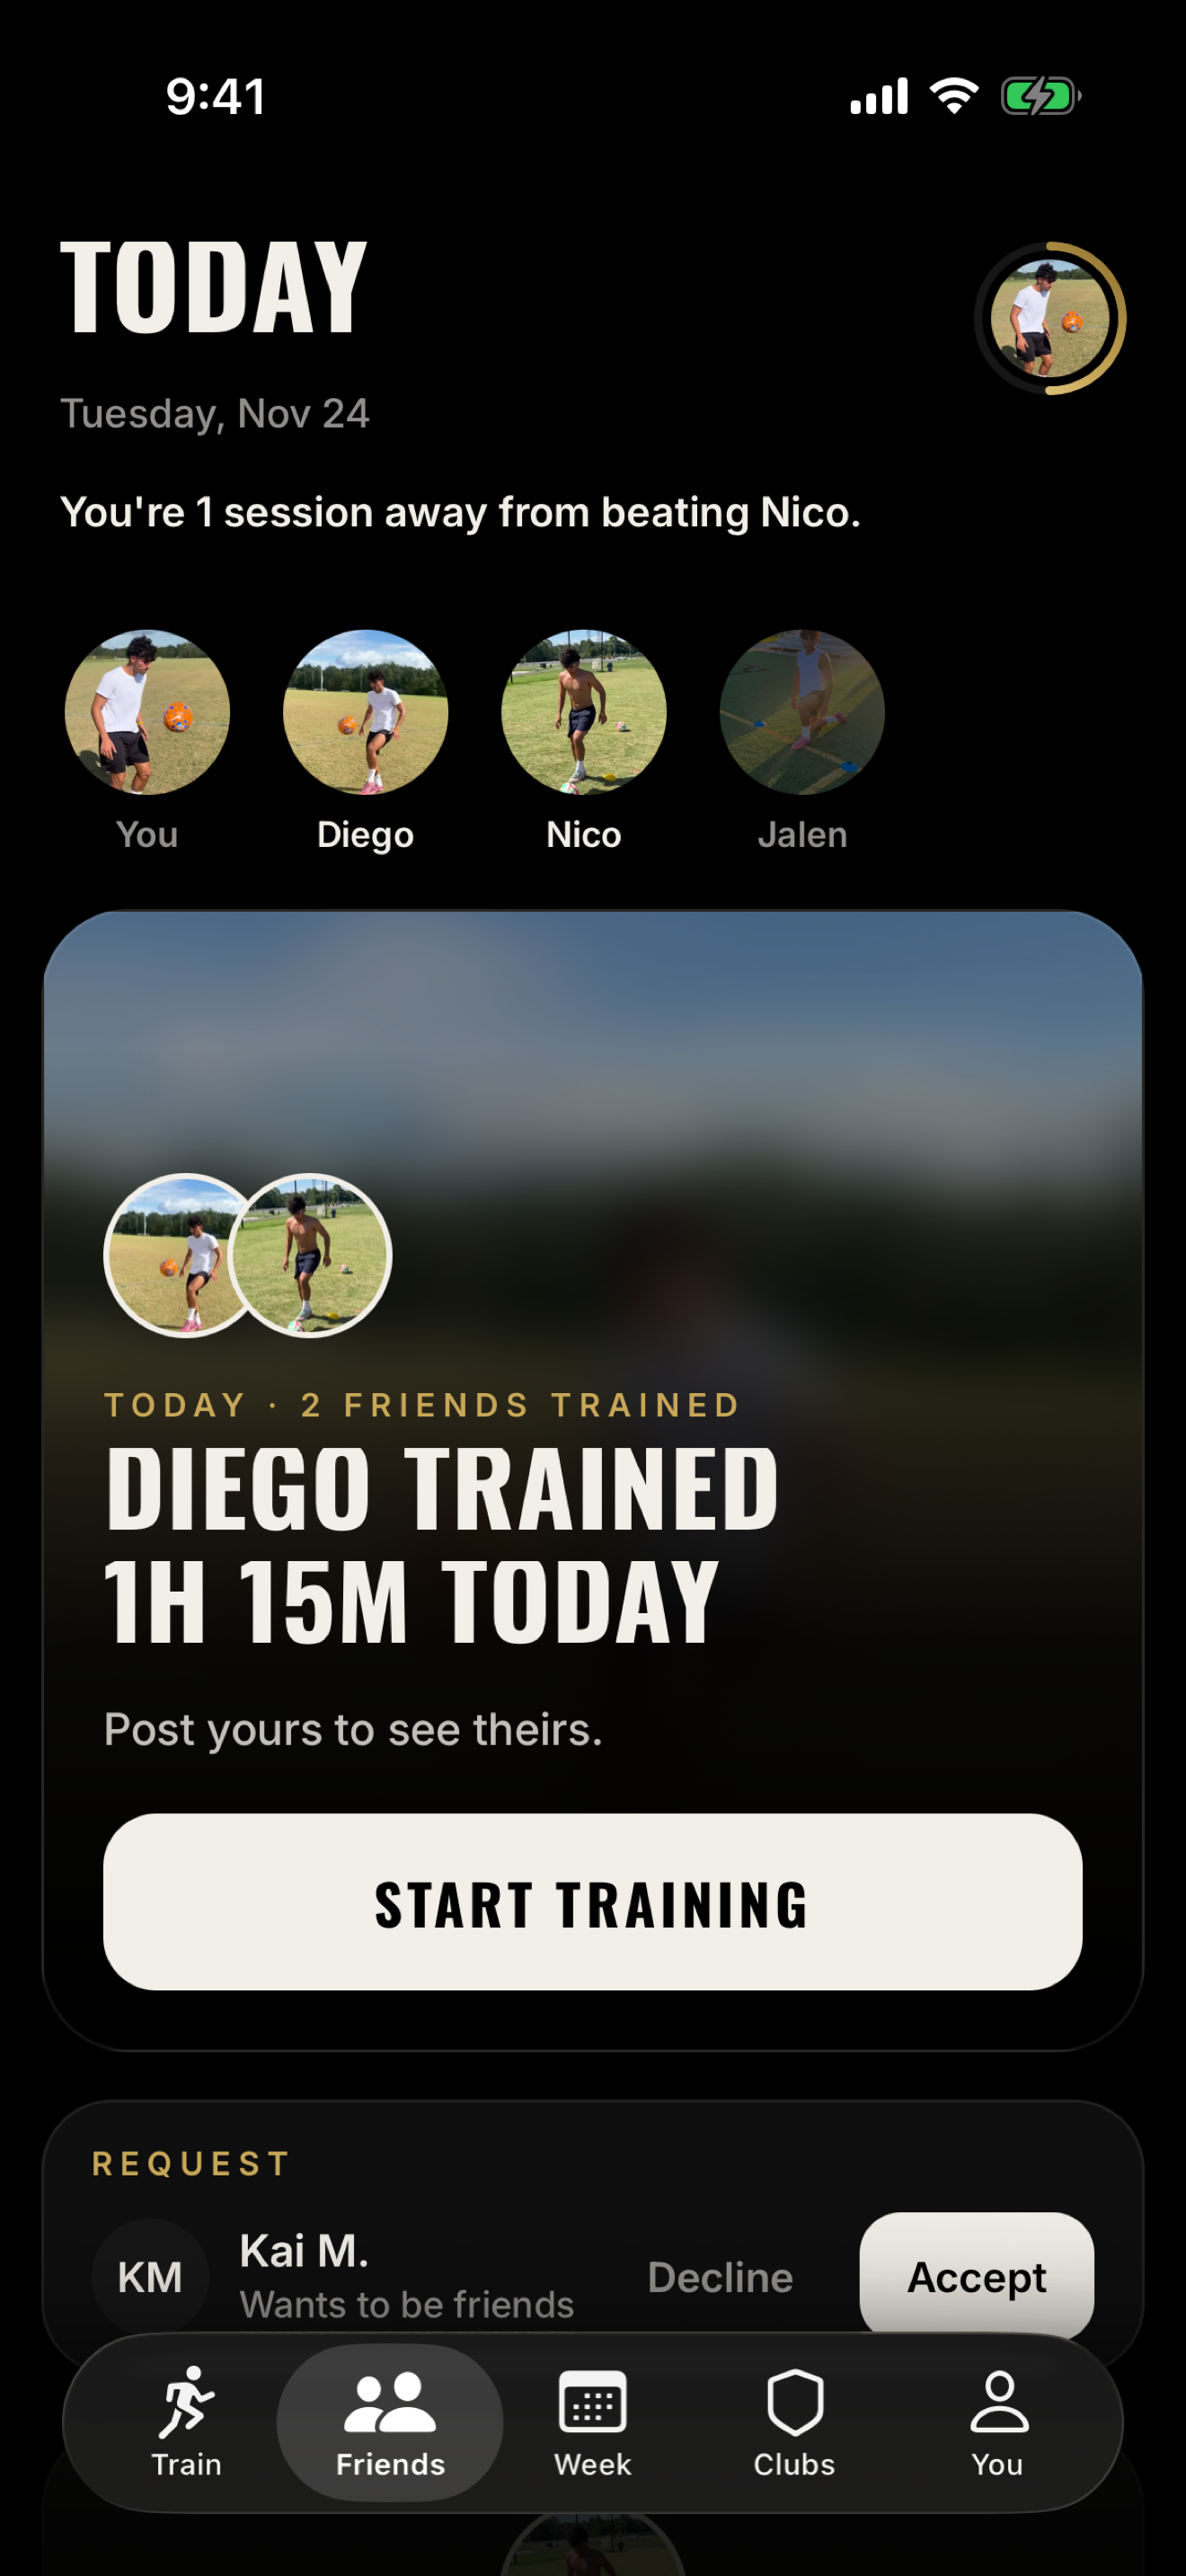 9:41
TODAY
Tuesday, Nov 24
You're 1 session away from beating Nico.
You
Diego
Nico
Jalen
TODAY · 2 FRIENDS TRAINED
DIEGO TRAINED
1H 15M TODAY
Post yours to see theirs.
START TRAINING
REQUEST
KM
Kai M.
Wants to be friends
Decline
Accept
Train
Friends
Week
Clubs
You